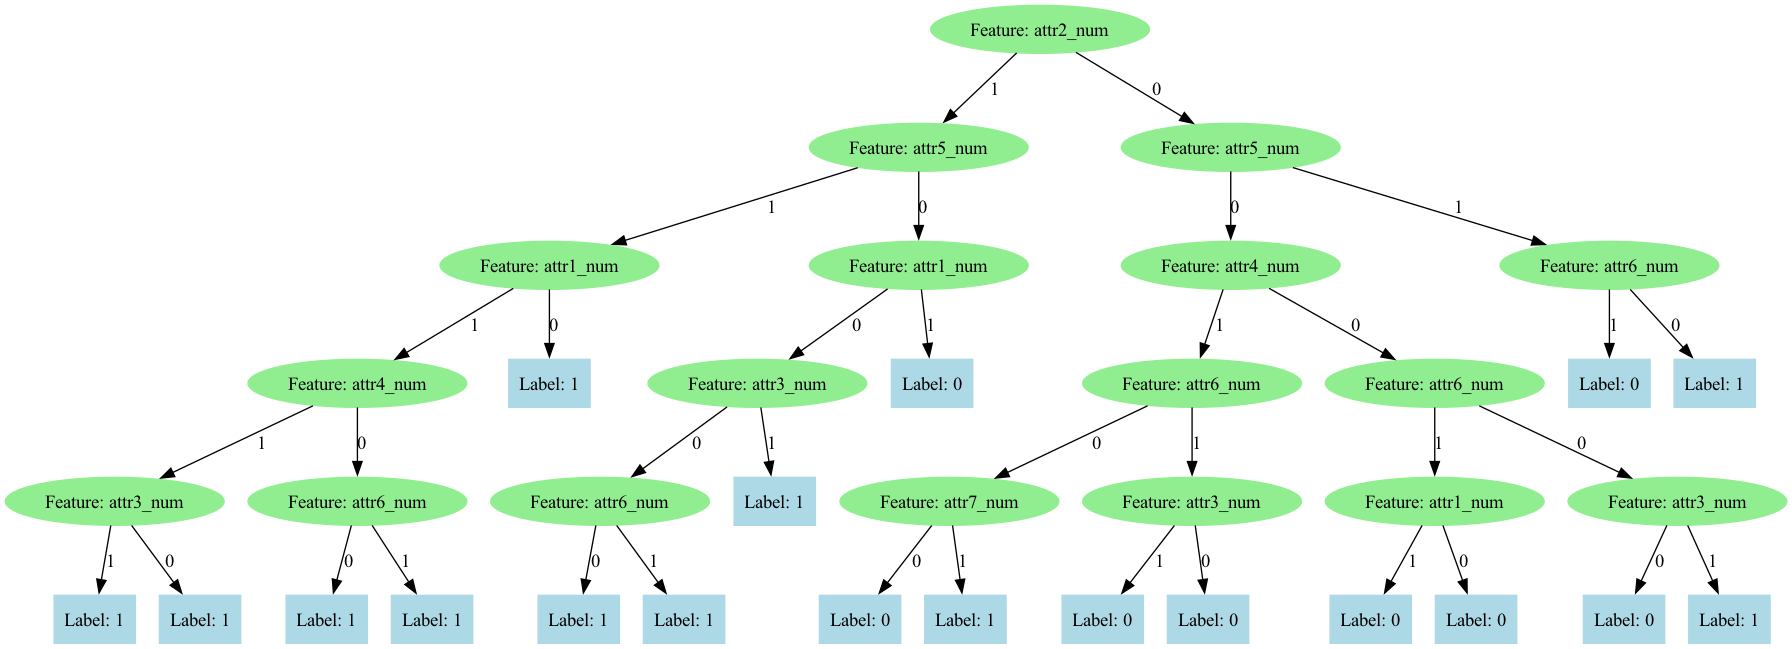 Feature: attr2_num
1
0
Feature: attr5_num
Feature: attr5_num
1
0
0
1
Feature: attr1_num
Feature: attr1_num
Feature: attr4_num
Feature: attr6_num
1
0
0
1
1
0
1
0
Feature: attr4_num
Label: 1
Feature: attr3_num
Label: 0
Feature: attr6_num
Feature: attr6_num
Label: 0
Label: 1
1
0
0
1
0
1
1
0
Feature: attr3_num
Feature: attr6_num
Feature: attr6_num
Label: 1
Feature: attr7_num
Feature: attr3_num
Feature: attr1_num
Feature: attr3_num
1
0
0
1
0
1
0
1
1
0
1
0
0
1
Label: 1
Label: 1
Label: 1
Label: 1
Label: 1
Label: 1
Label: 0
Label: 1
Label: 0
Label: 0
Label: 0
Label: 0
Label: 0
Label: 1